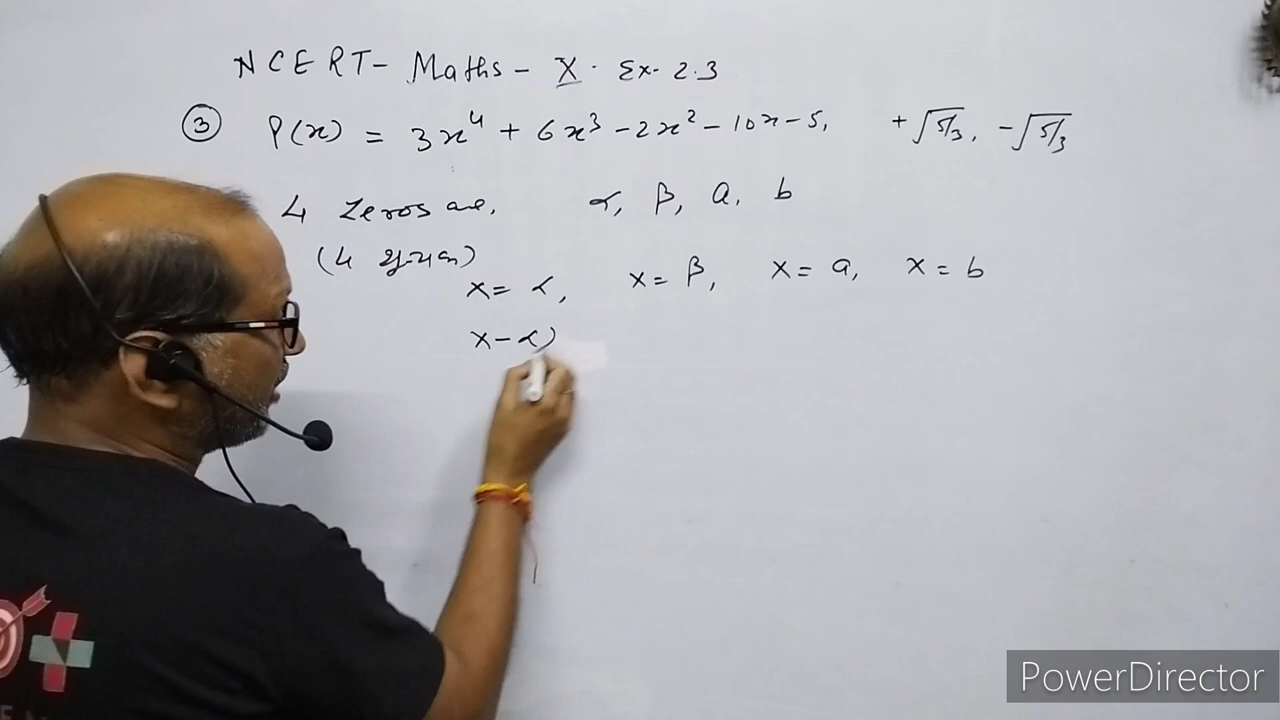 NCERT- Maths - X. Ex. 2.3
③ P(x) = 3x⁴ + 6x³ - 2x² - 10x - 5, +√5/3, -√5/3
4 Zeros are, α, β, a, b
(4 शून्यक)
x = α, x = β, x = a, x = b
x - α)
PowerDirector